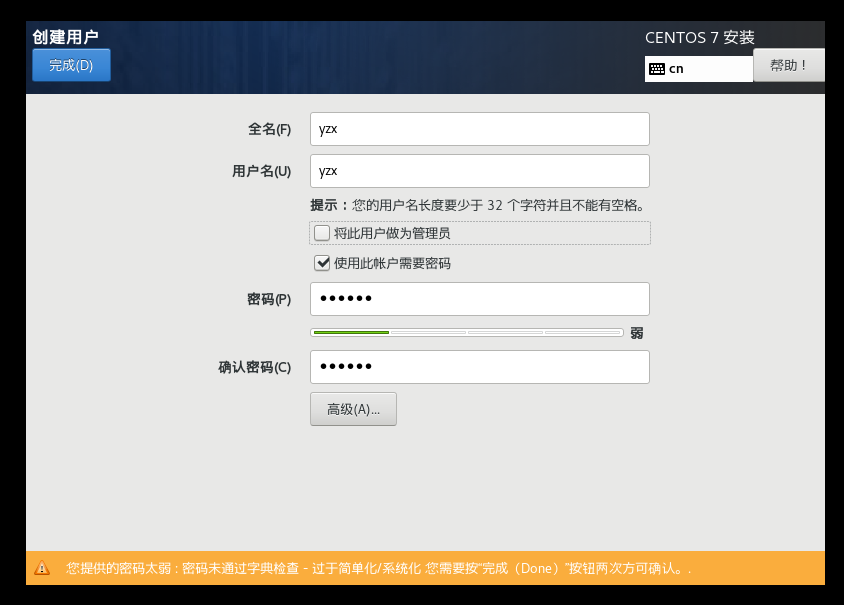 创建用户
CENTOS 7 安装
完成(D)
cn
帮助！
全名(F)
yzx
用户名(U)
yzx
提示：您的用户名长度要少于 32 个字符并且不能有空格。
将此用户做为管理员
使用此帐户需要密码
密码(P)
●●●●●●
弱
确认密码(C)
●●●●●●
高级(A)...
您提供的密码太弱 : 密码未通过字典检查 - 过于简单化/系统化 您需要按"完成（Done）"按钮两次方可确认。.